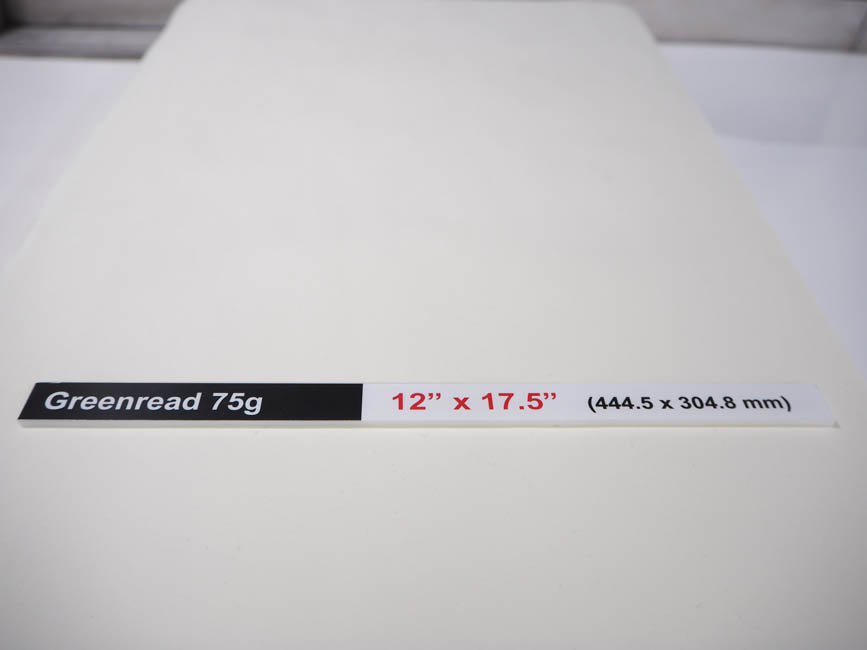 Greenread 75g 12” x 17.5” (444.5 x 304.8 mm)